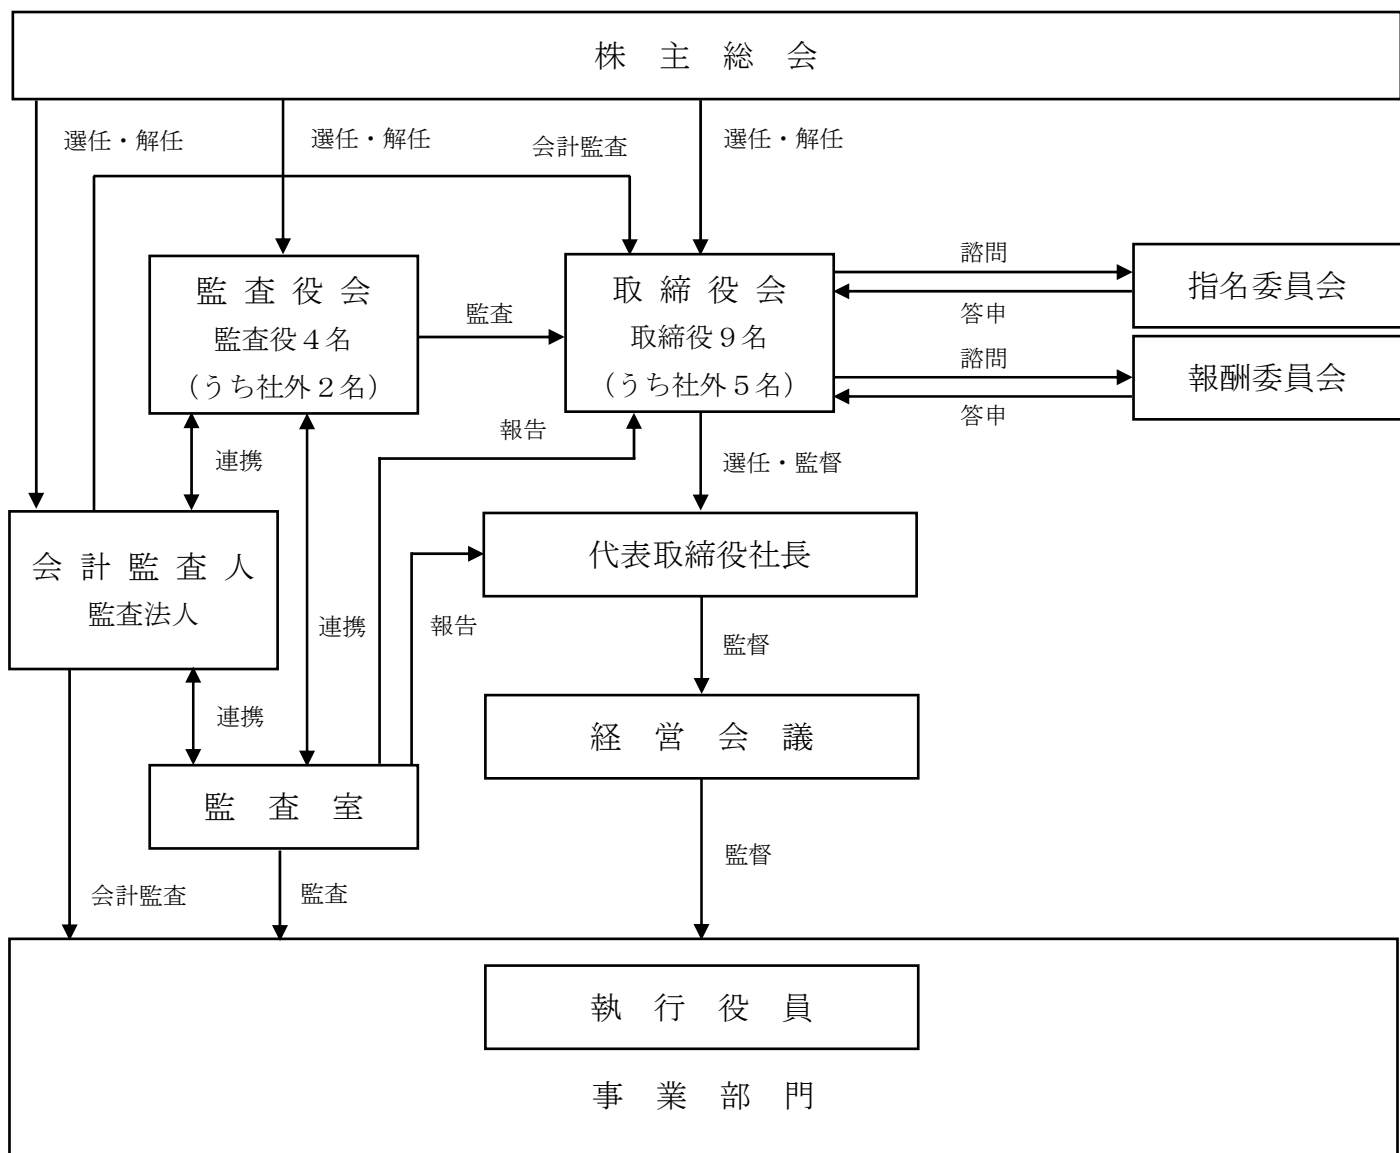 株主総会
選任・解任
選任・解任
会計監査
選任・解任
監査役会
監査役４名
（うち社外２名）
監査
取締役会
取締役９名
（うち社外５名）
諮問
答申
指名委員会
諮問
答申
報酬委員会
連携
報告
選任・監督
会計監査人
監査法人
連携
報告
代表取締役社長
監督
連携
経営会議
監査室
監督
会計監査
監査
執行役員
事業部門